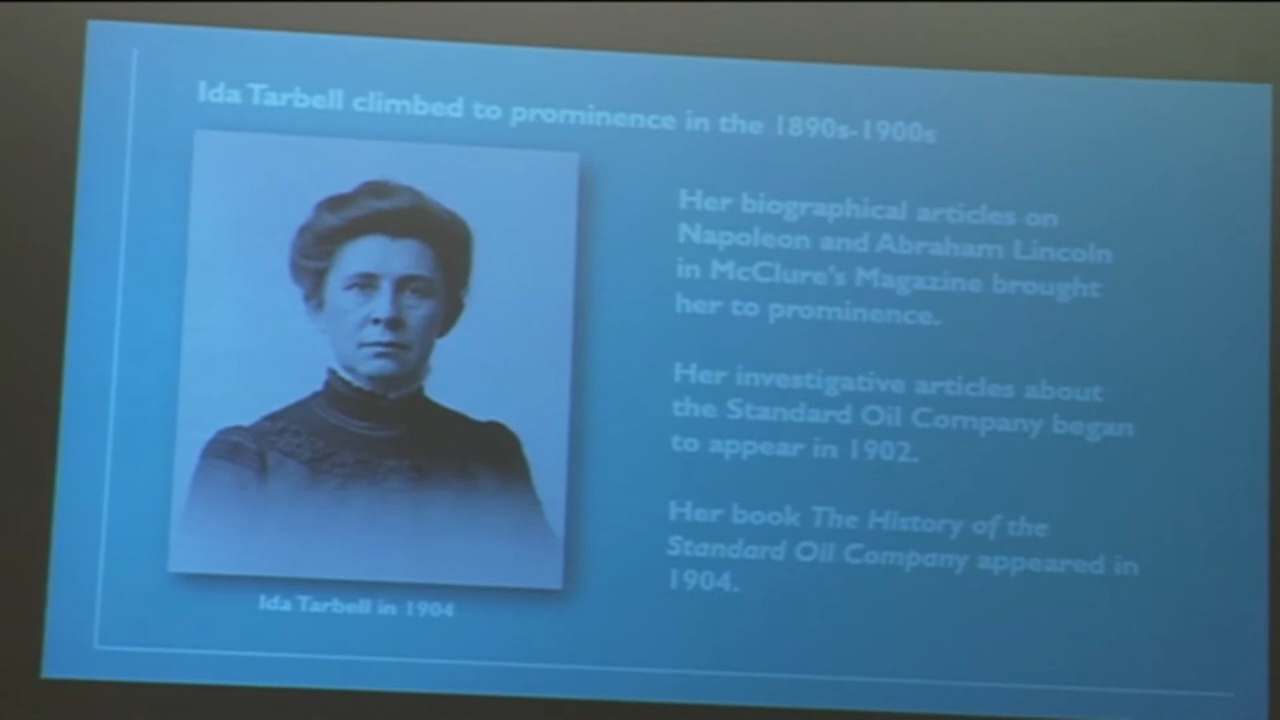 Ida Tarbell climbed to prominence in the 1890s-1900s
Her biographical articles on
Napoleon and Abraham Lincoln
in McClure's Magazine brought
her to prominence.
Her investigative articles about
the Standard Oil Company began
to appear in 1902.
Her book The History of the
Standard Oil Company appeared in
1904.
Ida Tarbell in 1904